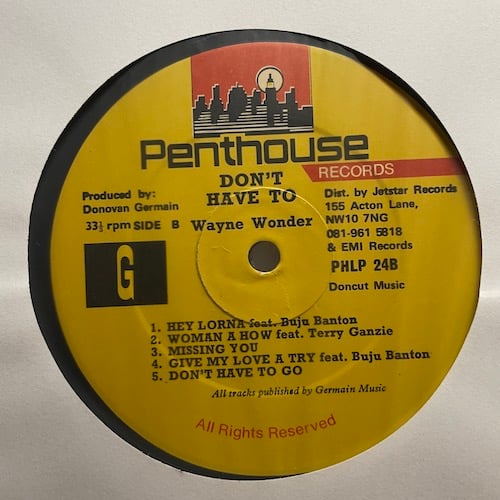 Penthouse
RECORDS
DON'T
HAVE TO
Wayne Wonder
Produced by:
Donovan Germain
33⅓ rpm SIDE B
G
Dist. by Jetstar Records
155 Acton Lane,
NW10 7NG
081-961 5818
& EMI Records
PHLP 24B
Doncut Music
1. HEY LORNA feat. Buju Banton
2. WOMAN A HOW feat. Terry Ganzie
3. MISSING YOU
4. GIVE MY LOVE A TRY feat. Buju Banton
5. DON'T HAVE TO GO
All tracks published by Germain Music
All Rights Reserved